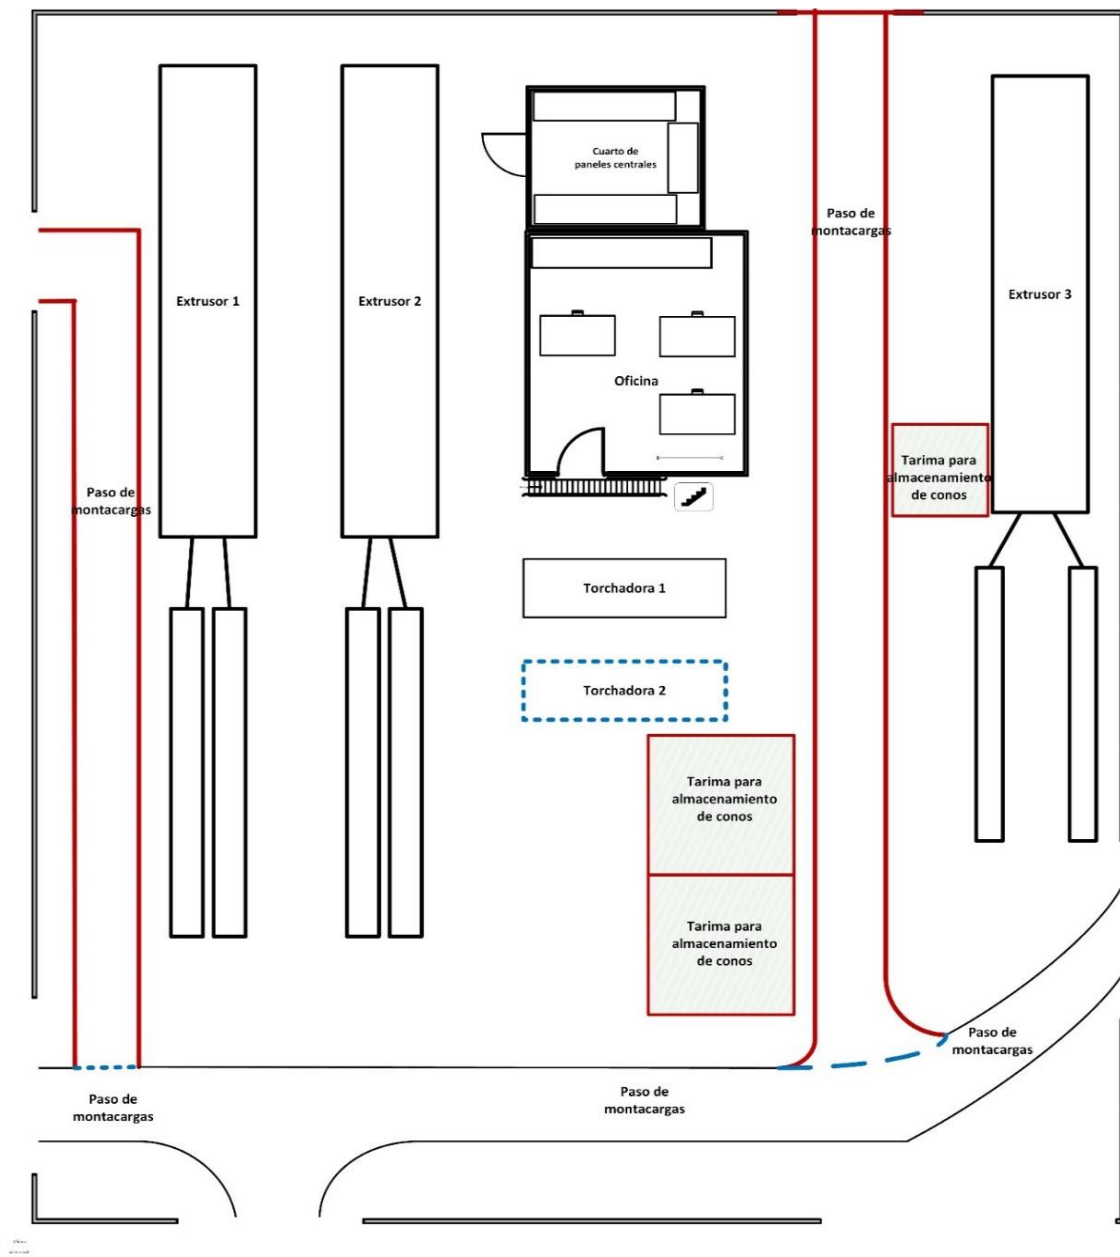 Cuarto de
paneles centrales
Paso de
montacargas
Extrusor 1
Extrusor 2
Extrusor 3
Oficina
Tarima para
almacenamiento
de conos
Paso de
montacargas
Torchadora 1
Torchadora 2
Tarima para
almacenamiento
de conos
Tarima para
almacenamiento
de conos
Paso de
montacargas
Paso de
montacargas
Paso de
montacargas